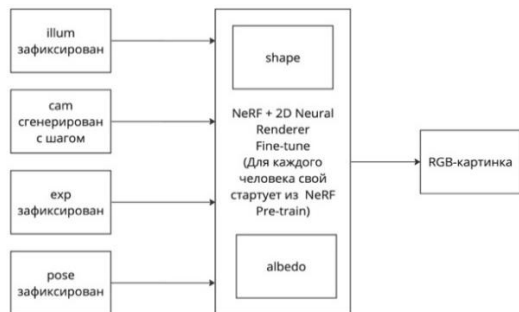 illum
зафиксирован
cam
сгенерирован
с шагом
exp
зафиксирован
pose
зафиксирован
shape
NeRF + 2D Neural
Renderer
Fine-tune
(Для каждого
человека свой
стартует из NeRF
Pre-train)
albedo
RGB-картинка